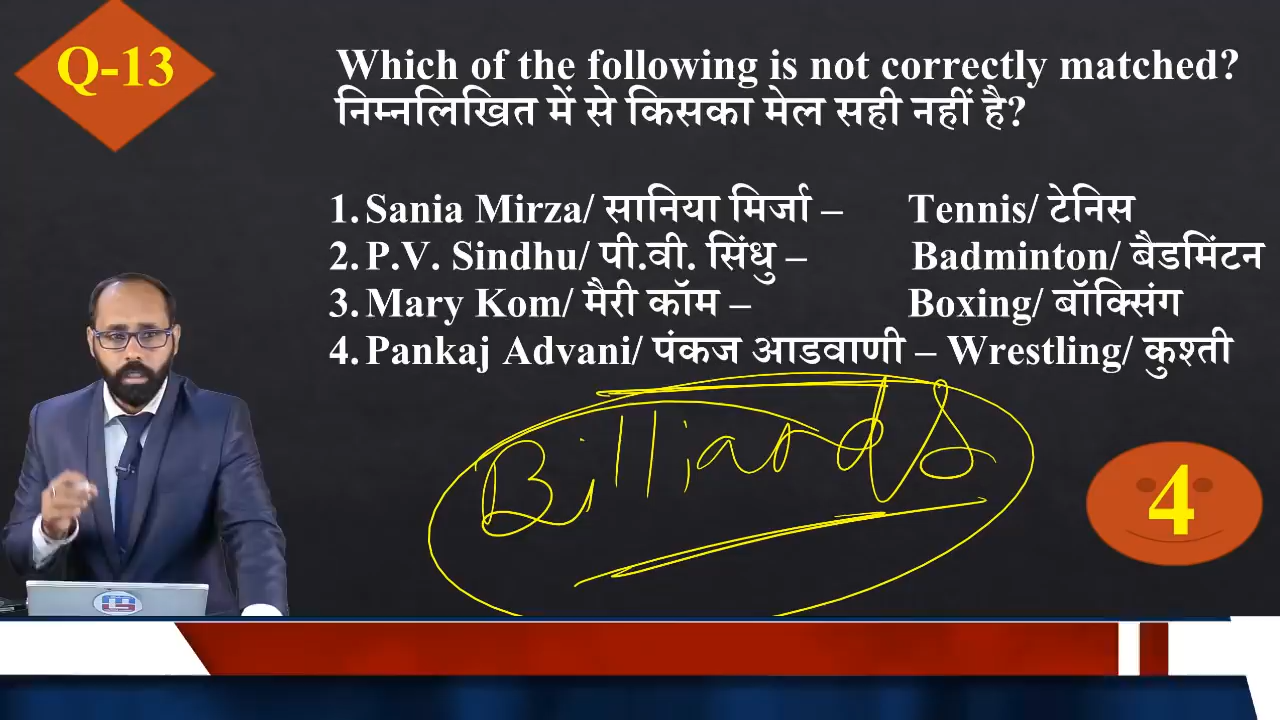 Q-13
Which of the following is not correctly matched?
निम्नलिखित में से किसका मेल सही नहीं है?
1. Sania Mirza/ सानिया मिर्जा – Tennis/ टेनिस
2. P.V. Sindhu/ पी.वी. सिंधु – Badminton/ बैडमिंटन
3. Mary Kom/ मैरी कॉम – Boxing/ बॉक्सिंग
4. Pankaj Advani/ पंकज आडवाणी – Wrestling/ कुश्ती
Billiards
4